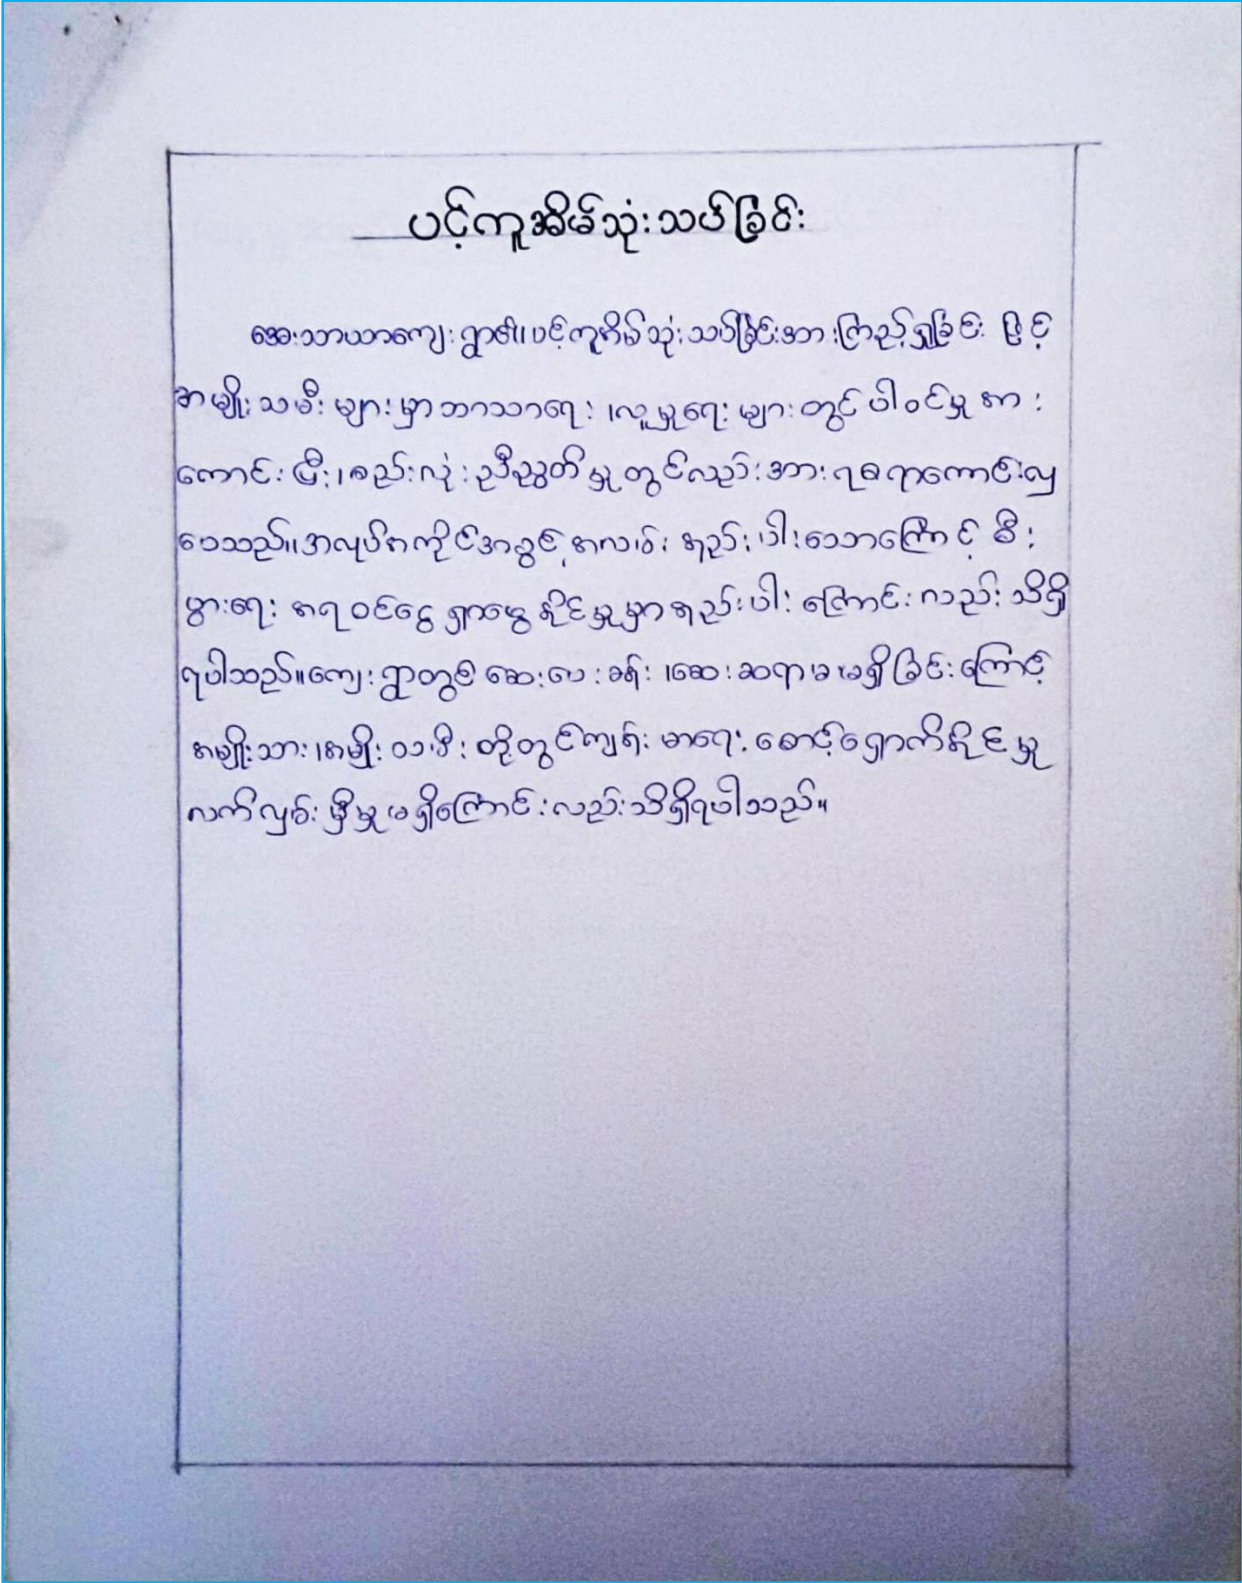 ပင့်ကူအိမ်သုံးသပ်ခြင်း
အေးသာယာကျေးရွာ၏ ပင့်ကူအိမ်သုံးသပ်ခြင်းအားကြည့်ရှုခြင်း ဖြင့်
အမျိုးသမီးများမှာဘာသာရေး၊လူမှုရေးများတွင်ပါဝင်မှုအား
ကောင်းပြီး၊စည်းလုံးညီညွတ်မှုတွင်လည်းအားရစရာကောင်းလှ
ပေသည်။အလုပ်အကိုင်အခွင့်အလမ်းနည်းပါးသောကြောင့် စီး
ပွားရေး အရဝင်ငွေရှာဖွေနိုင်မှုမှာနည်းပါးကြောင်းလည်းသိရှိ
ရပါသည်။ကျေးရွာတွင် ဆေးပေးခန်း၊ဆေးဆရာမ မရှိခြင်းကြောင့်
အမျိုးသား၊အမျိုးသမီးတို့တွင်ကျန်းမာရေးစောင့်ရှောက်နိုင်မှု
လက်လှမ်းမှီမှုမရှိကြောင်းလည်းသိရှိရပါသည်။